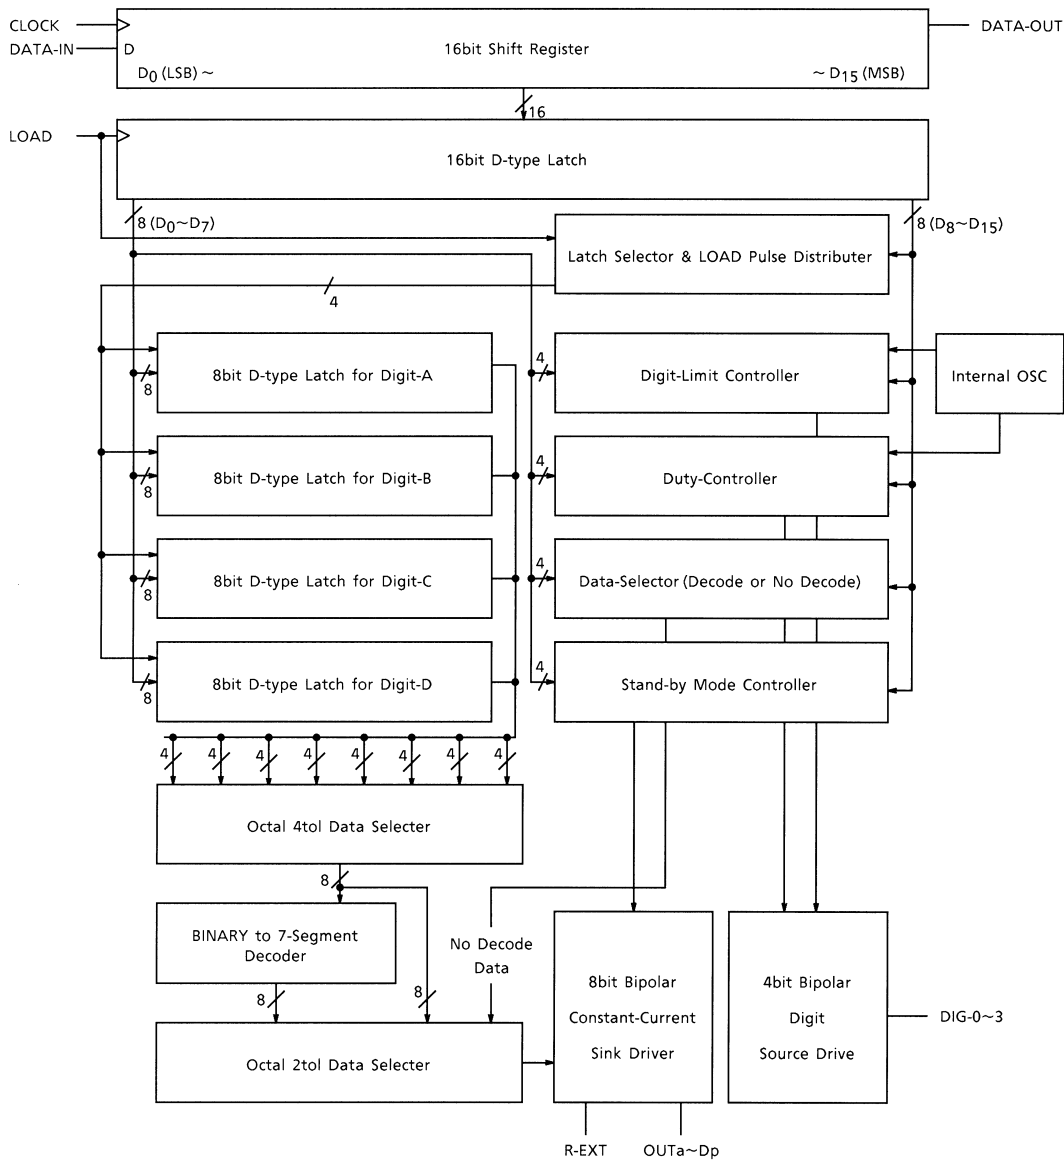 CLOCK
DATA-IN
D
16bit Shift Register
DATA-OUT
D0 (LSB) ~
~ D15 (MSB)
16
LOAD
16bit D-type Latch
8 (D0~D7)
8 (D8~D15)
Latch Selector & LOAD Pulse Distributer
4
8bit D-type Latch for Digit-A
8
4
Digit-Limit Controller
Internal OSC
8bit D-type Latch for Digit-B
8
4
Duty-Controller
8bit D-type Latch for Digit-C
8
4
Data-Selector (Decode or No Decode)
8bit D-type Latch for Digit-D
8
4
Stand-by Mode Controller
4 4 4 4 4 4 4 4
Octal 4tol Data Selecter
8
BINARY to 7-Segment
Decoder
No Decode
Data
8
8
Octal 2tol Data Selecter
8bit Bipolar
Constant-Current
Sink Driver
4bit Bipolar
Digit
Source Drive
DIG-0~3
R-EXT
OUTa~Dp